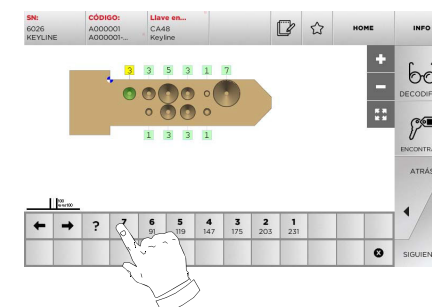 SN:
6026
KEYLINE
CÓDIGO:
A000001
A000001-...
Llave en...
CA48
Keyline
HOME
INFO
3 3 5 3 1 7
1 3 3 1
DECODIF
ENCONTRA
ATRÁS
SIGUIEN
? 7 6 5 4 3 2 1
91 119 147 175 203 231